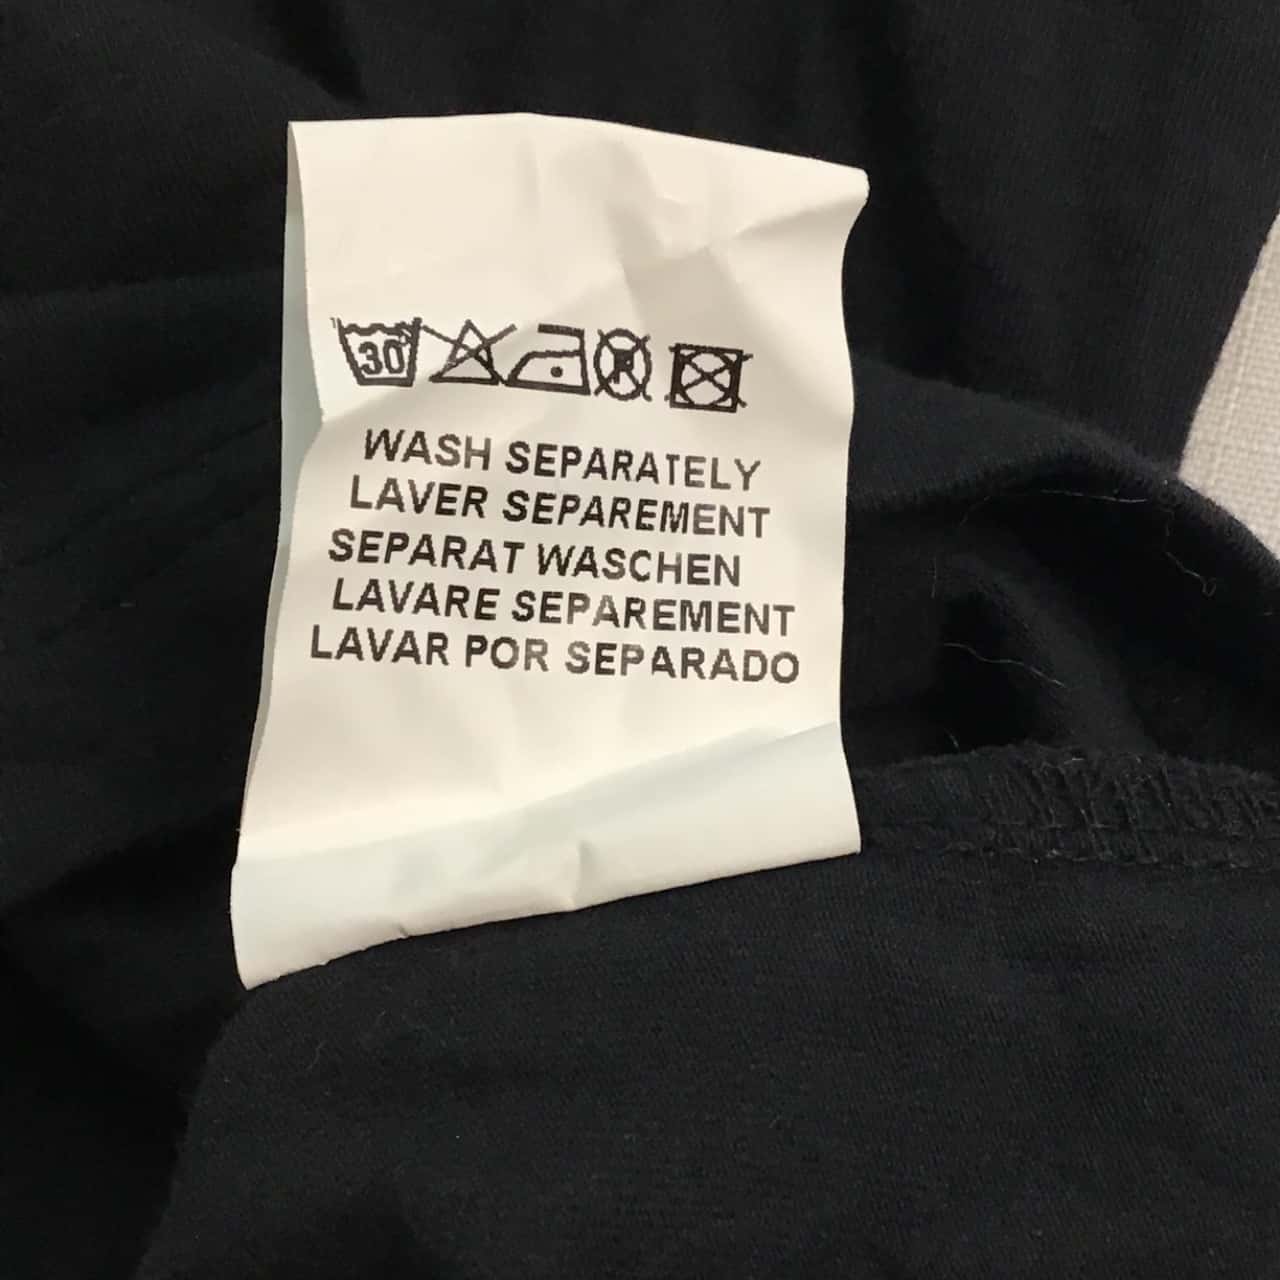 30
WASH SEPARATELY
LAVER SEPAREMENT
SEPARAT WASCHEN
LAVARE SEPAREMENT
LAVAR POR SEPARADO